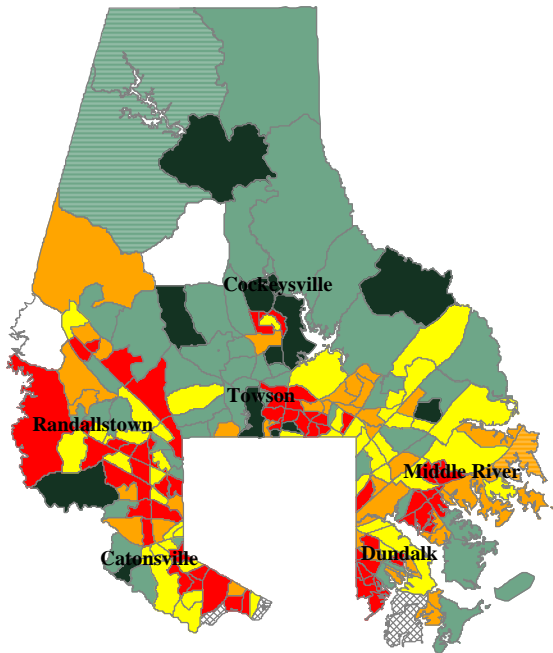 Cockeysville
Towson
Randallstown
Middle River
Catonsville
Dundalk